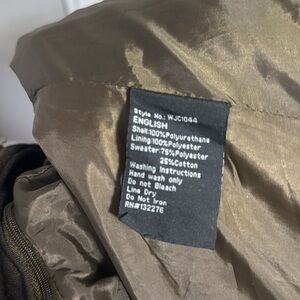 Style No.: WJC1044
ENGLISH
Shell:100%Polyurethane
Lining:100%Polyester
Sweater:75%Polyester
25%Cotton
Washing Instructions
Hand wash only
Do not Bleach
Line Dry
Do Not Iron
RN#132276